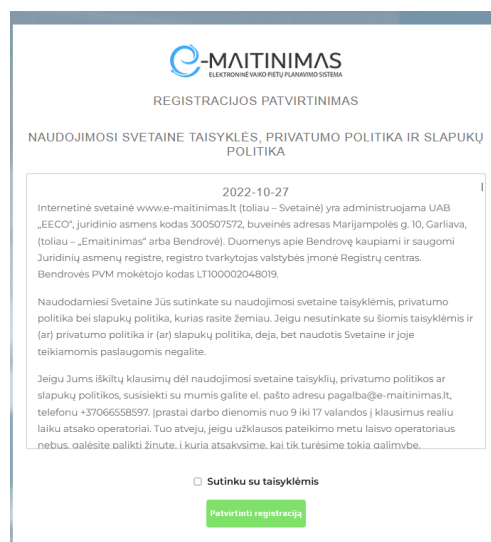 e-MAITINIMAS
ELEKTRONINĖ VAIKO PIETŲ PLANAVIMO SISTEMA
REGISTRACIJOS PATVIRTINIMAS
NAUDOJIMOSI SVETAINE TAISYKLĖS, PRIVATUMO POLITIKA IR SLAPUKŲ
POLITIKA
2022-10-27
Internetinė svetainė www.e-maitinimas.lt (toliau – Svetainė) yra administruojama UAB
„EECO“, juridinio asmens kodas 300507572, buveinės adresas Marijampolės g. 10, Garliava,
(toliau – „Emaitinimas“ arba Bendrovė). Duomenys apie Bendrovę kaupiami ir saugomi
Juridinių asmenų registre, registro tvarkytojas valstybės įmonė Registrų centras.
Bendrovės PVM mokėtojo kodas LT100002048019.
Naudodamiesi Svetaine Jūs sutinkate su naudojimosi svetaine taisyklėmis, privatumo
politika bei slapukų politika, kurias rasite žemiau. Jeigu nesutinkate su šiomis taisyklėmis ir
(ar) privatumo politika ir (ar) slapukų politika, deja, bet naudotis Svetaine ir joje
teikiamomis paslaugomis negalite.
Jeigu Jums iškiltų klausimų dėl naudojimosi svetaine taisyklių, privatumo politikos ar
slapukų politikos, susisiekti su mumis galite el. pašto adresu pagalba@e-maitinimas.lt,
telefonu +37066558597. Įprastai darbo dienomis nuo 9 iki 17 valandos į klausimus realiu
laiku atsako operatoriai. Tuo atveju, jeigu užklausos pateikimo metu laisvo operatoriaus
nebus, galėsite palikti žinutę, į kurią atsakysime, kai tik turėsime tokią galimybę.
Sutinku su taisyklėmis
Patvirtinti registraciją